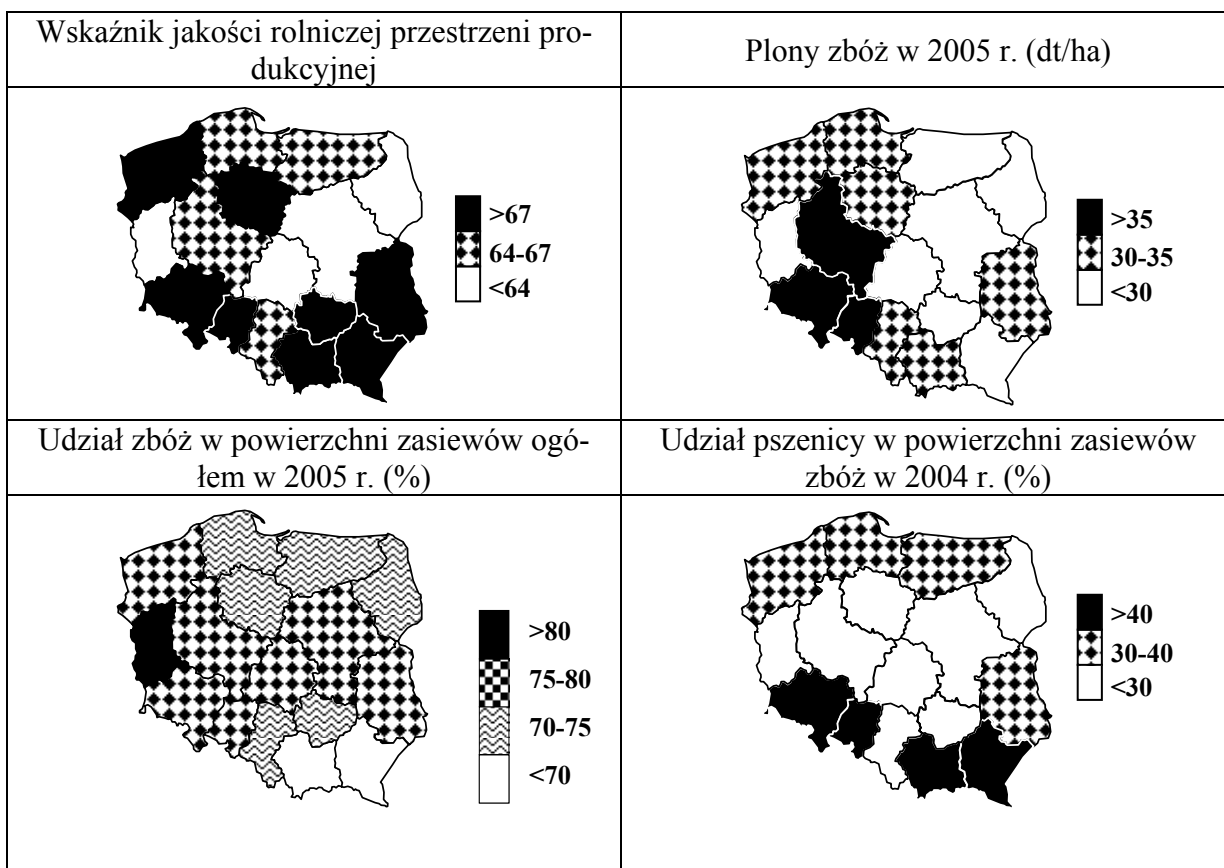 Wskaźnik jakości rolniczej przestrzeni pro-
dukcyjnej
Plony zbóż w 2005 r. (dt/ha)
>67
64-67
<64
>35
30-35
<30
Udział zbóż w powierzchni zasiewów ogó-
łem w 2005 r. (%)
Udział pszenicy w powierzchni zasiewów
zbóż w 2004 r. (%)
>80
75-80
70-75
<70
>40
30-40
<30